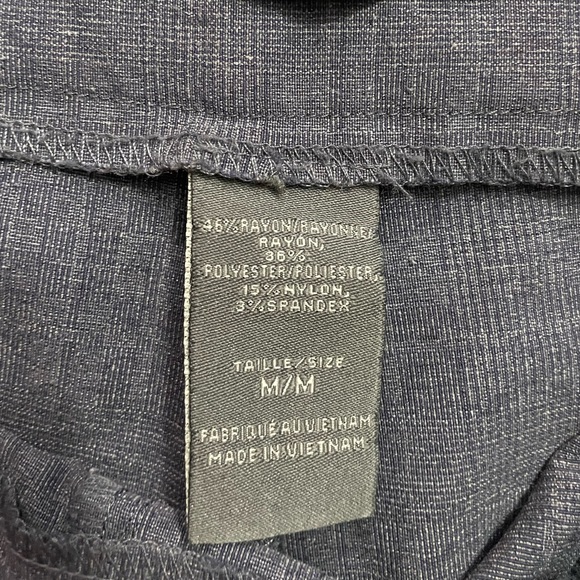 46% RAYON/RAYONNE/
RAYON,
36%
POLYESTER/POLIESTER,
15% NYLON,
3% SPANDEX
TAILLE/SIZE
M/M
FABRIQUÉ AU VIETNAM
MADE IN VIETNAM